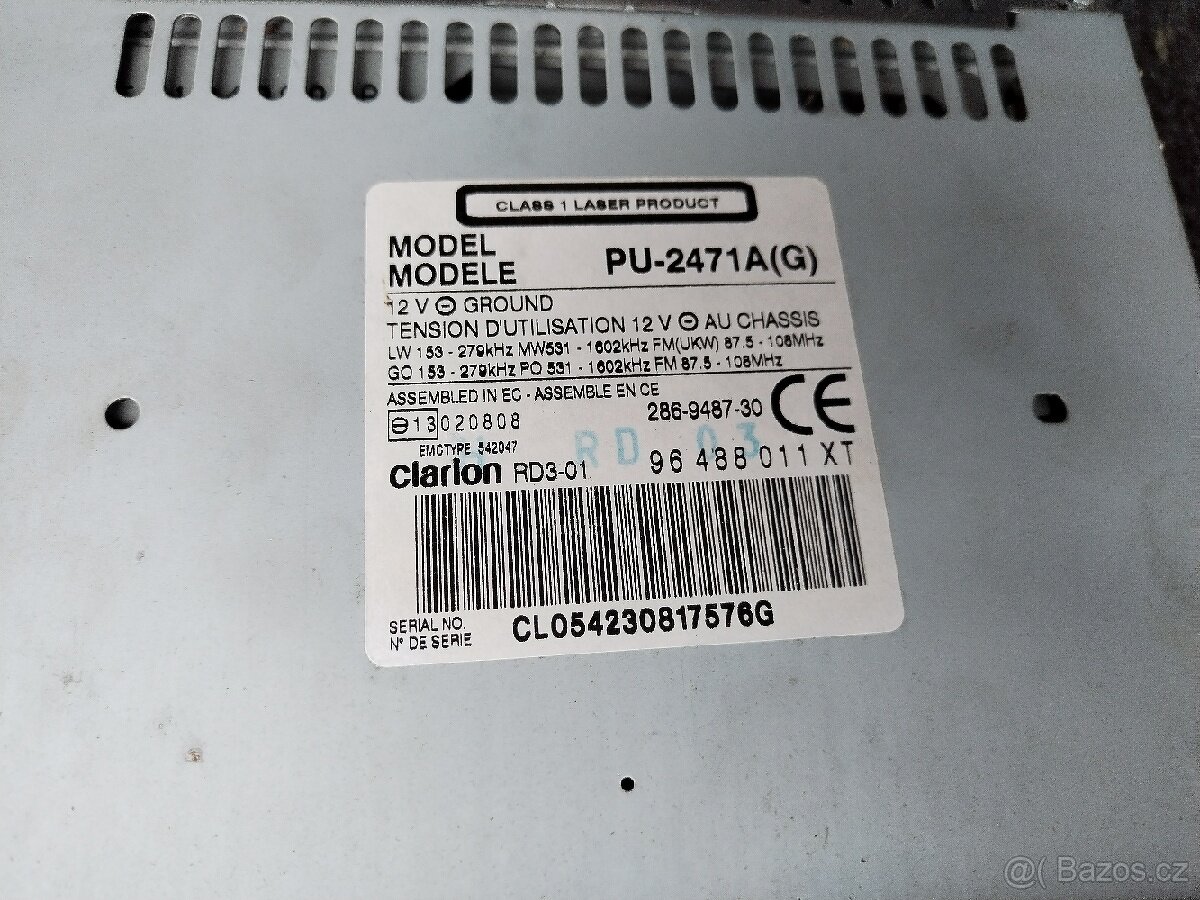 CLASS 1 LASER PRODUCT
MODEL
MODELE
PU-2471A(G)
12 V ⊖ GROUND
TENSION D'UTILISATION 12 V ⊖ AU CHASSIS
LW 153 - 279kHz MW531 - 1602kHz FM(UKW) 87.5 - 108MHz
GO 153 - 279kHz PO 531 - 1602kHz FM 87.5 - 108MHz
ASSEMBLED IN EC - ASSEMBLE EN CE
286-9487-30 CE
13020808
RD 03
EMCTYPE 542047
clarion RD3-01 96 488 011 XT
SERIAL NO.
N° DE SERIE
CL054230817576G
@( Bazos.cz